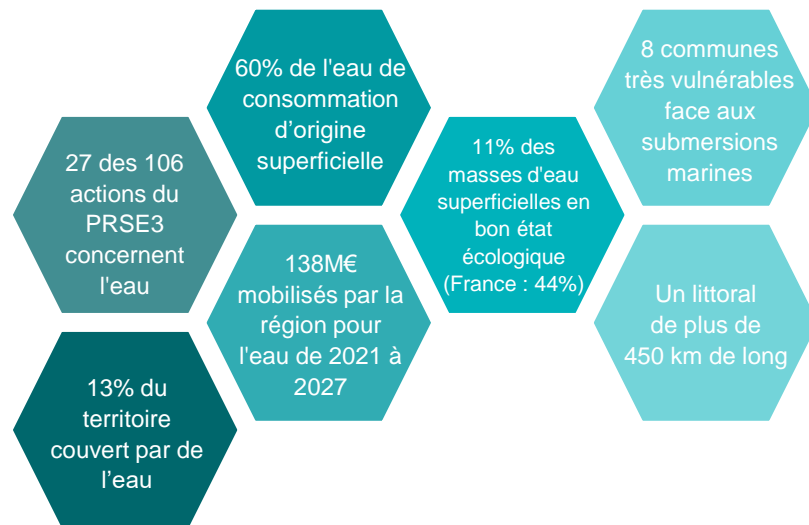 60% de l'eau de
consommation
d'origine
superficielle
8 communes
très vulnérables
face aux
submersions
marines
27 des 106
actions du
PRSE3
concernent
l'eau
11% des
masses d'eau
superficielles en
bon état
écologique
(France : 44%)
138M€
mobilisés par la
région pour
l'eau de 2021 à
2027
Un littoral
de plus de
450 km de long
13% du
territoire
couvert par de
l'eau